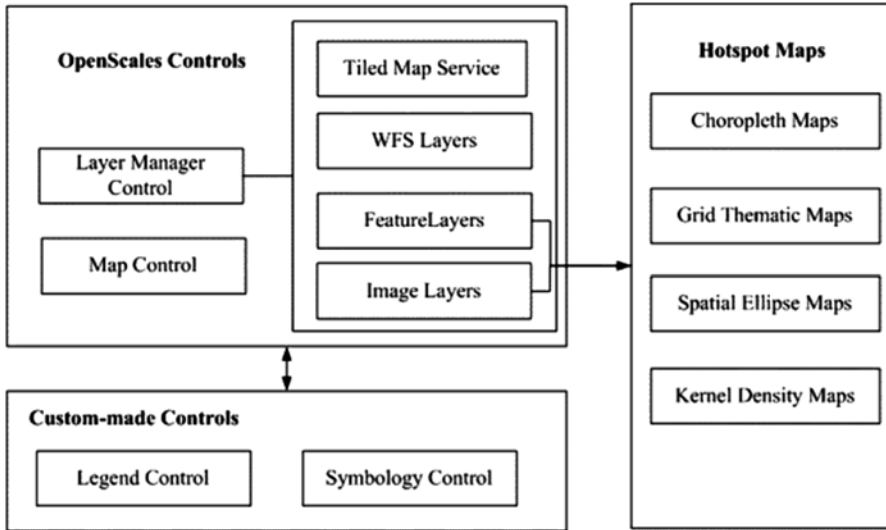 OpenScales Controls
Tiled Map Service
WFS Layers
Layer Manager
Control
FeatureLayers
Map Control
Image Layers
Custom-made Controls
Legend Control
Symbology Control
Hotspot Maps
Choropleth Maps
Grid Thematic Maps
Spatial Ellipse Maps
Kernel Density Maps